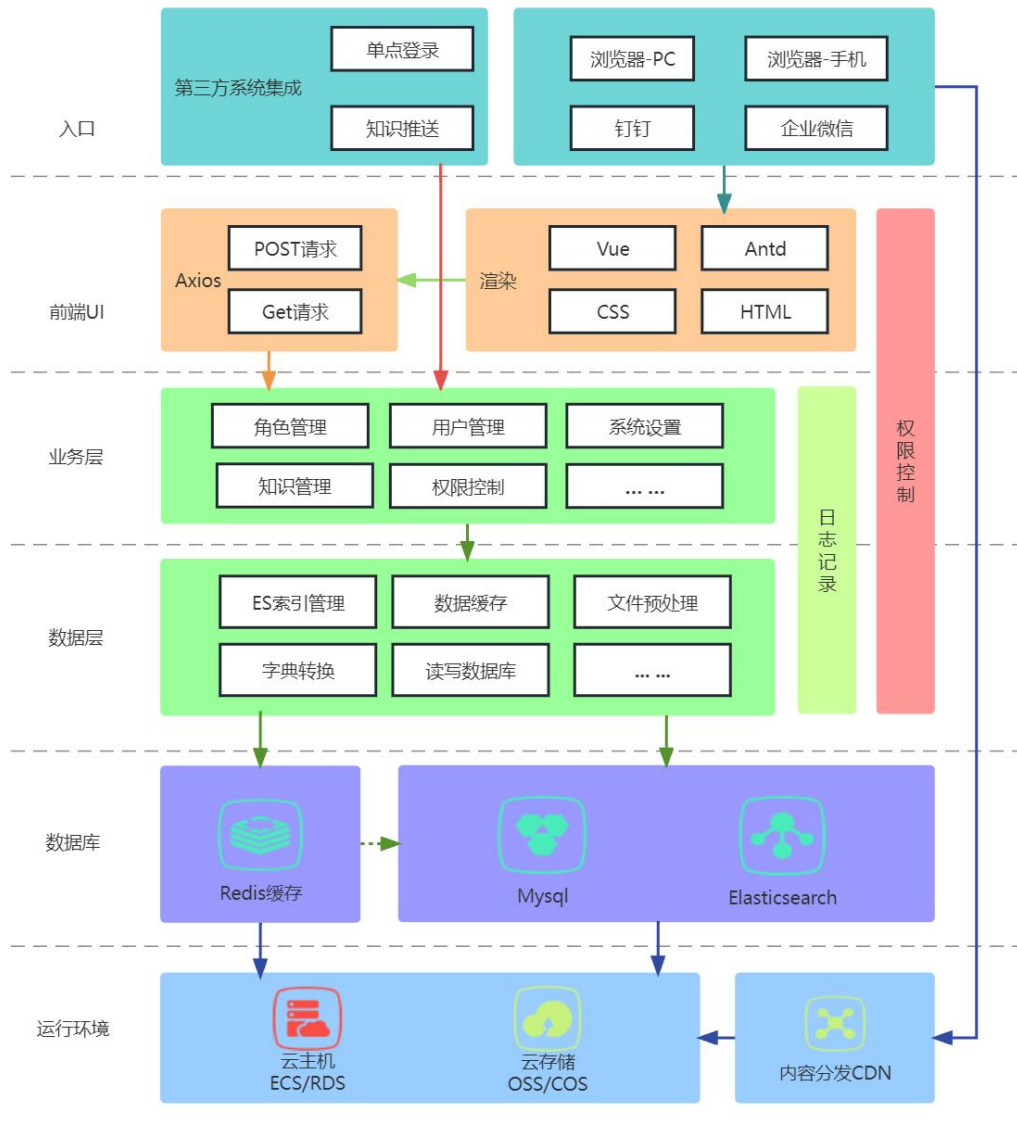 入口
第三方系统集成
单点登录
知识推送
浏览器-PC
浏览器-手机
钉钉
企业微信
前端UI
Axios
POST请求
Get请求
渲染
Vue
Antd
CSS
HTML
权限控制
业务层
角色管理
用户管理
系统设置
知识管理
权限控制
... ...
日志记录
数据层
ES索引管理
数据缓存
文件预处理
字典转换
读写数据库
... ...
数据库
Redis缓存
Mysql
Elasticsearch
运行环境
云主机
ECS/RDS
云存储
OSS/COS
内容分发CDN